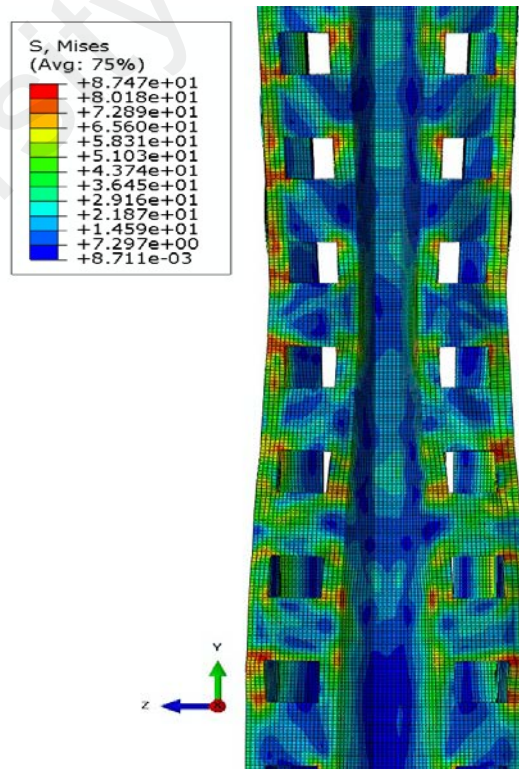 S, Mises
(Avg: 75%)
+8.747e+01
+8.018e+01
+7.289e+01
+6.560e+01
+5.831e+01
+5.103e+01
+4.374e+01
+3.645e+01
+2.916e+01
+2.187e+01
+1.459e+01
+7.297e+00
+8.711e-03
Y
Z